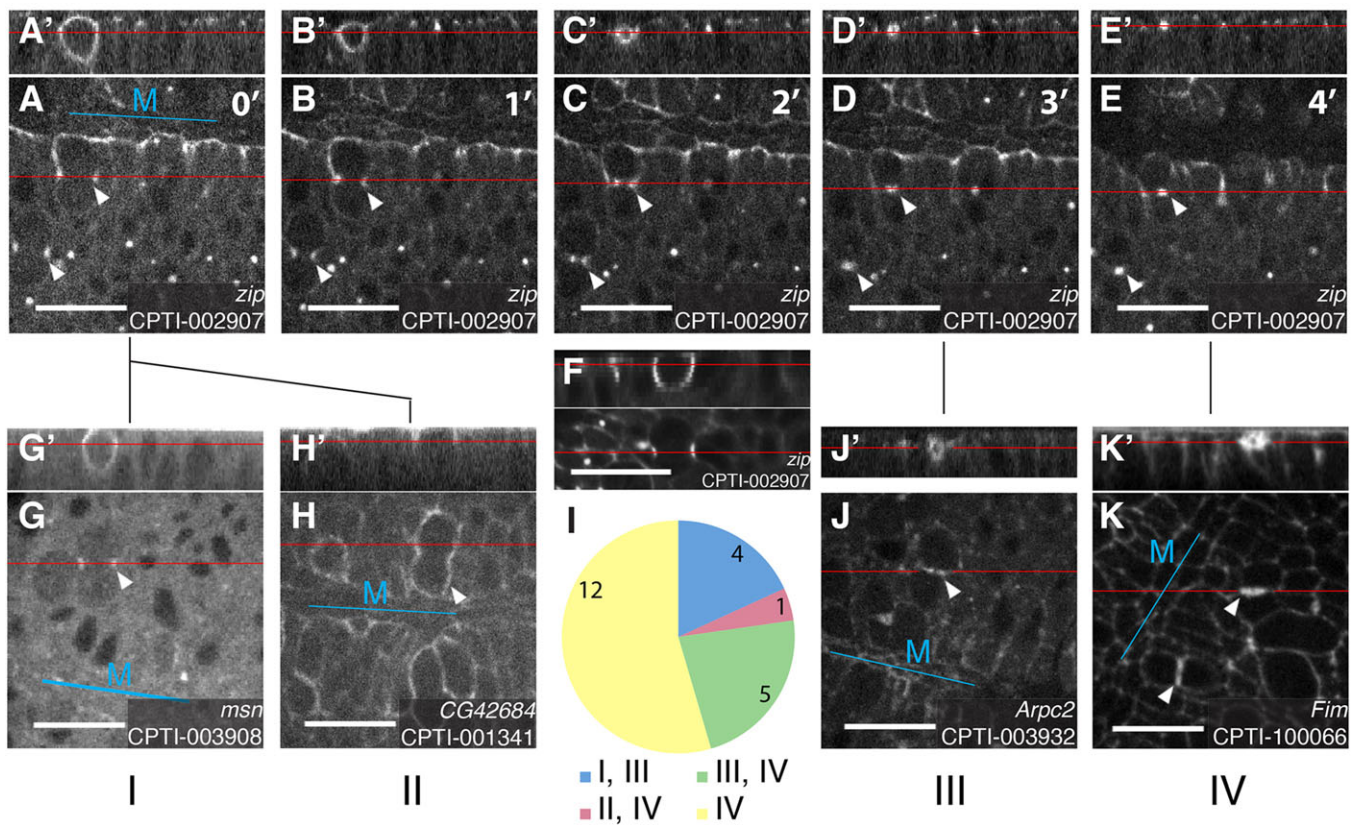 A' B' C' D' E'
A 0' B 1' C 2' D 3' E 4'
M
zip zip zip zip zip
CPTI-002907 CPTI-002907 CPTI-002907 CPTI-002907 CPTI-002907
F
zip
CPTI-002907
G' H' J' K'
G H I J K
4
12
1
5
M M M M
msn CG42684 Arpc2 Fim
CPTI-003908 CPTI-001341 CPTI-003932 CPTI-100066
I, III III, IV
II, IV IV
I II III IV